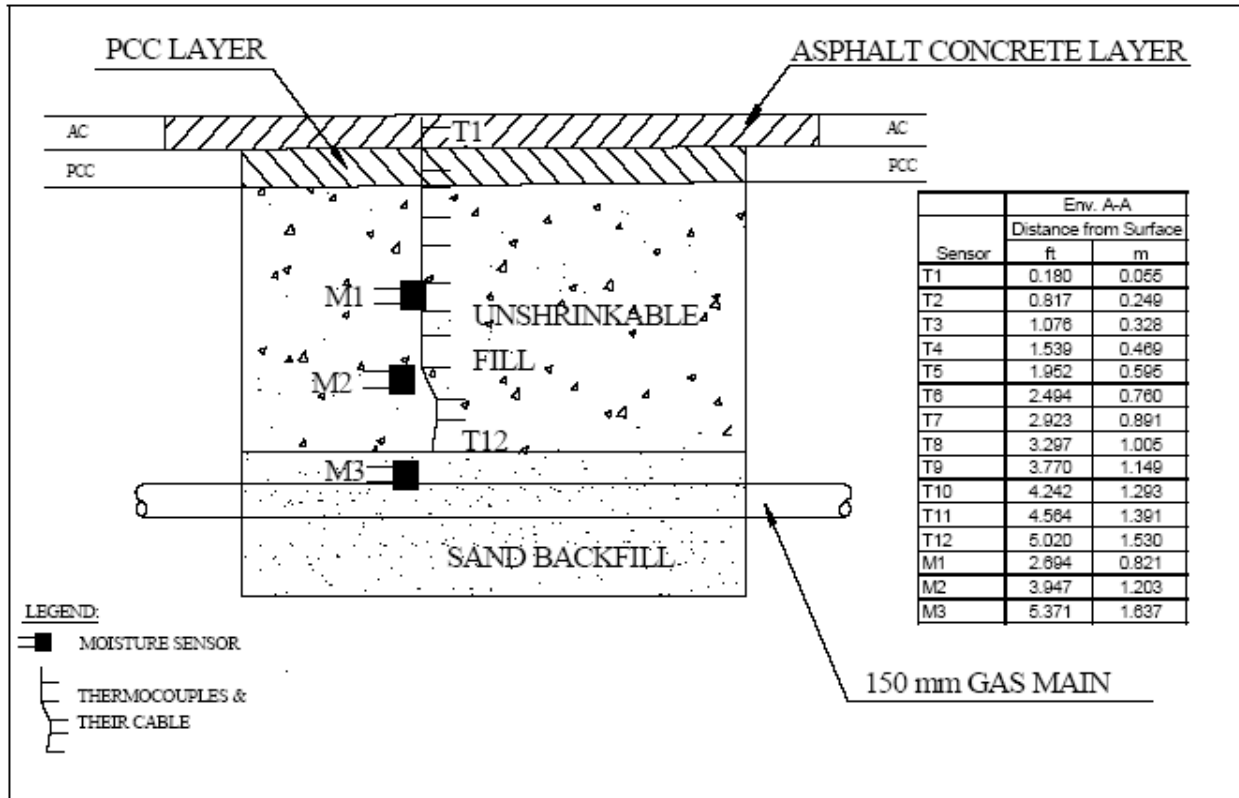 PCC LAYER
ASPHALT CONCRETE LAYER
AC
T1
AC
PCC
PCC
M1
UNSHRINKABLE
FILL
M2
T12
M3
SAND BACKFILL
150 mm GAS MAIN
LEGEND:
MOISTURE SENSOR
THERMOCOUPLES &
THEIR CABLE
Env. A-A
Distance from Surface
Sensor ft m
T1 0.180 0.055
T2 0.817 0.249
T3 1.076 0.328
T4 1.539 0.469
T5 1.952 0.595
T6 2.494 0.760
T7 2.923 0.891
T8 3.297 1.005
T9 3.770 1.149
T10 4.242 1.293
T11 4.564 1.391
T12 5.020 1.530
M1 2.694 0.821
M2 3.947 1.203
M3 5.371 1.637